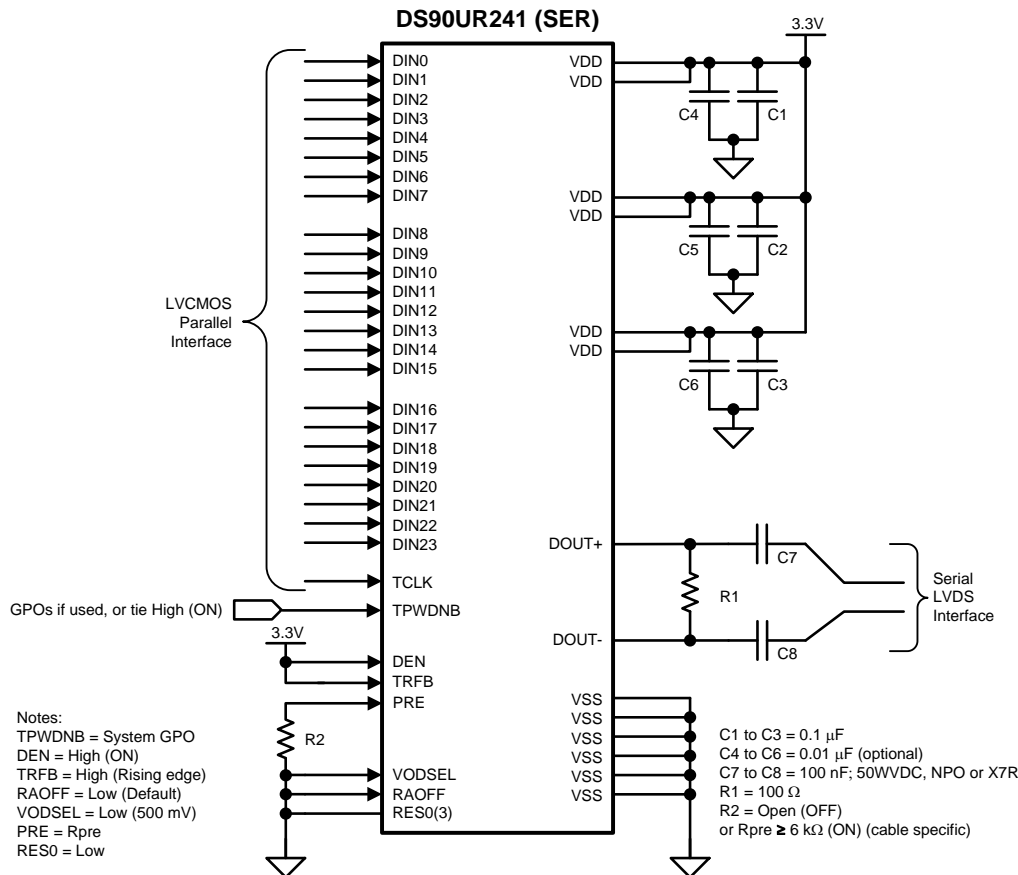 DS90UR241 (SER)
3.3V
DIN0
DIN1
DIN2
DIN3
DIN4
DIN5
DIN6
DIN7
DIN8
DIN9
DIN10
DIN11
DIN12
DIN13
DIN14
DIN15
DIN16
DIN17
DIN18
DIN19
DIN20
DIN21
DIN22
DIN23
TCLK
TPWDNB
DEN
TRFB
PRE
VODSEL
RAOFF
RES0(3)
LVCMOS
Parallel
Interface
GPOs if used, or tie High (ON)
3.3V
R2
VDD
VDD
C4
C1
VDD
VDD
C5
C2
VDD
VDD
C6
C3
DOUT+
DOUT-
C7
R1
C8
Serial
LVDS
Interface
VSS
VSS
VSS
VSS
VSS
VSS
Notes:
TPWDNB = System GPO
DEN = High (ON)
TRFB = High (Rising edge)
RAOFF = Low (Default)
VODSEL = Low (500 mV)
PRE = Rpre
RES0 = Low
C1 to C3 = 0.1 μF
C4 to C6 = 0.01 μF (optional)
C7 to C8 = 100 nF; 50WVDC, NPO or X7R
R1 = 100 Ω
R2 = Open (OFF)
or Rpre ≥ 6 kΩ (ON) (cable specific)